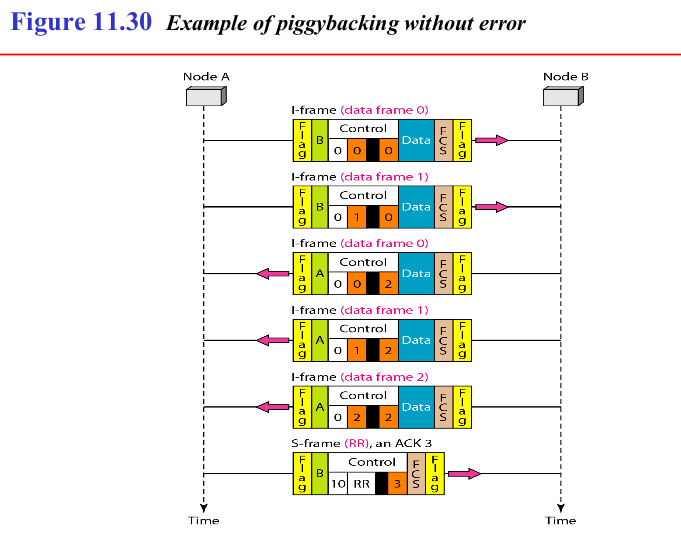 Figure 11.30 Example of piggybacking without error
Node A Node B
I-frame (data frame 0)
Flag B Control 0 0 0 Data FCS Flag
I-frame (data frame 1)
Flag B Control 0 1 0 Data FCS Flag
I-frame (data frame 0)
Flag A Control 0 0 2 Data FCS Flag
I-frame (data frame 1)
Flag A Control 0 1 2 Data FCS Flag
I-frame (data frame 2)
Flag A Control 0 2 2 Data FCS Flag
S-frame (RR), an ACK 3
Flag B Control 10 RR 3 FCS Flag
Time Time